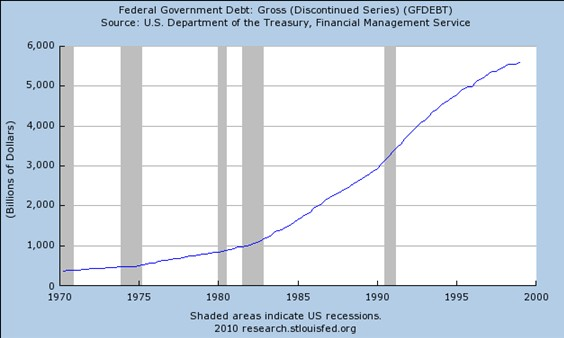 Federal Government Debt: Gross (Discontinued Series) (GFDEBT)
Source: U.S. Department of the Treasury, Financial Management Service
6,000
5,000
4,000
3,000
2,000
1,000
0
(Billions of Dollars)
1970 1975 1980 1985 1990 1995 2000
Shaded areas indicate US recessions.
2010 research.stlouisfed.org